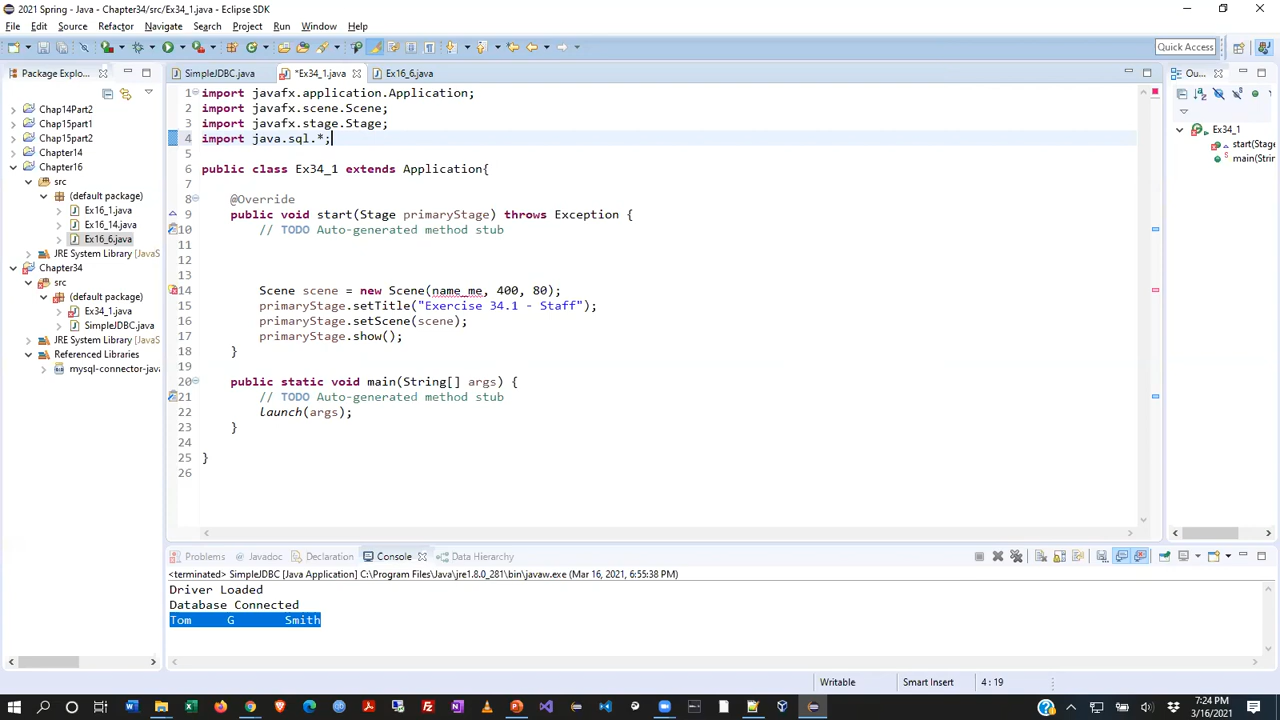 2021 Spring - Java - Chapter34/src/Ex34_1.java - Eclipse SDK
File Edit Source Refactor Navigate Search Project Run Window Help
Quick Access
Package Explo...
SimpleJDBC.java
*Ex34_1.java
Ex16_6.java
Ou...
Chap14Part2
Chap15part1
Chap15part2
Chapter14
Chapter16
src
(default package)
Ex16_1.java
Ex16_14.java
Ex16_6.java
JRE System Library [JavaS
Chapter34
src
(default package)
Ex34_1.java
SimpleJDBC.java
JRE System Library [JavaS
Referenced Libraries
mysql-connector-java
1 import javafx.application.Application;
2 import javafx.scene.Scene;
3 import javafx.stage.Stage;
4 import java.sql.*;
5
6 public class Ex34_1 extends Application{
7
8 @Override
9 public void start(Stage primaryStage) throws Exception {
10 // TODO Auto-generated method stub
11
12
13
14 Scene scene = new Scene(name_me, 400, 80);
15 primaryStage.setTitle("Exercise 34.1 - Staff");
16 primaryStage.setScene(scene);
17 primaryStage.show();
18 }
19
20 public static void main(String[] args) {
21 // TODO Auto-generated method stub
22 launch(args);
23 }
24
25 }
26
Ex34_1
start(Stage
main(Strin
Problems
Javadoc
Declaration
Console
Data Hierarchy
<terminated> SimpleJDBC [Java Application] C:\Program Files\Java\jre1.8.0_281\bin\javaw.exe (Mar 16, 2021, 6:55:38 PM)
Driver Loaded
Database Connected
Tom G Smith
Writable
Smart Insert
4 : 19
7:24 PM
3/16/2021